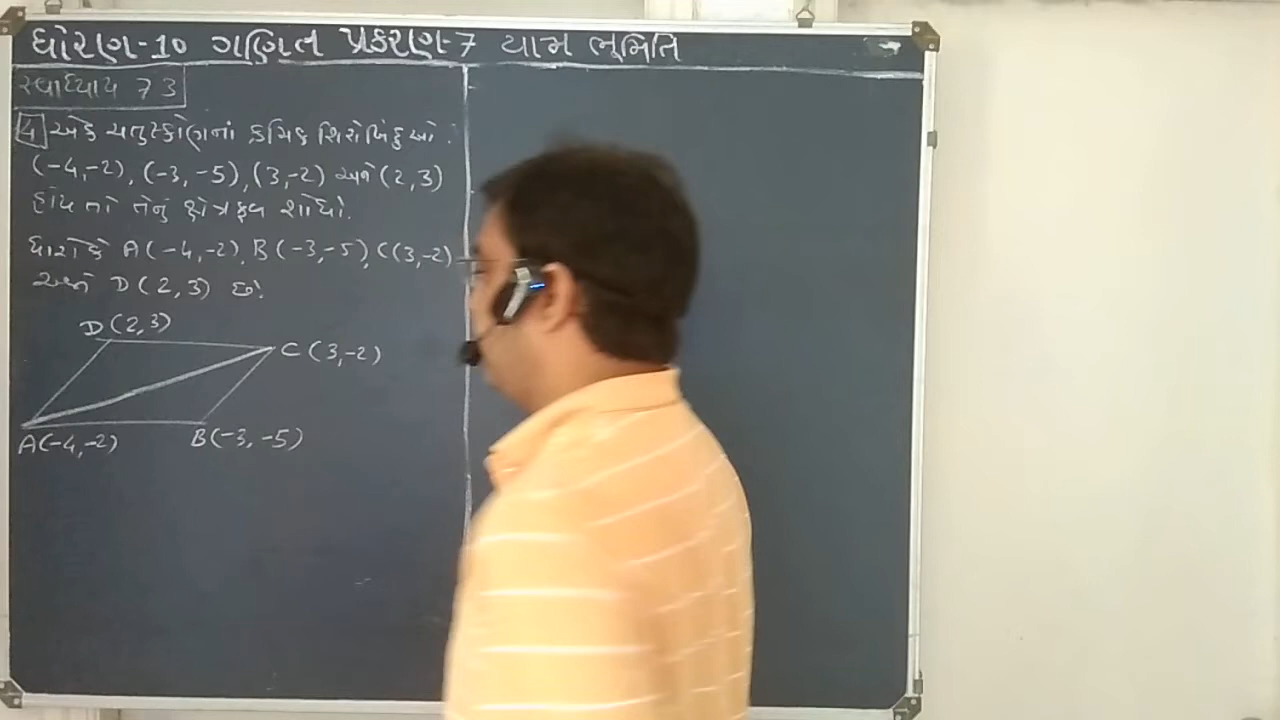 ધોરણ-10 ગણિત પ્રકરણ-7 યામ ભૂમિતિ
સ્વાધ્યાય 7.3
4 એક ચતુષ્કોણનાં ક્રમિક શિરોબિંદુઓ
(-4,-2), (-3,-5), (3,-2) અને (2,3)
હોય તો તેનું ક્ષેત્રફળ શોધો.
ધારોકે A(-4,-2), B(-3,-5), C(3,-2)
અને D(2,3) છે.
D(2,3)
C(3,-2)
A(-4,-2)
B(-3,-5)